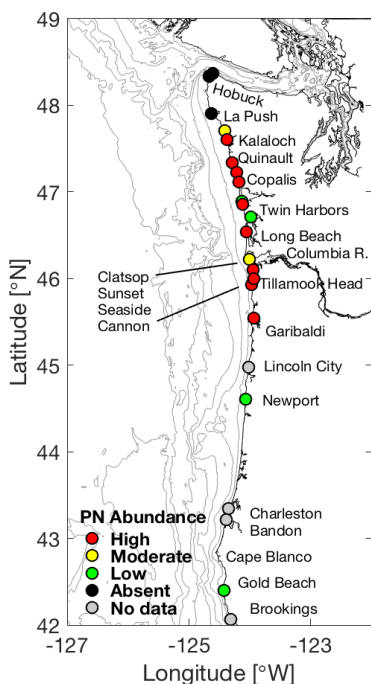 49
48
47
46
45
44
43
42
Latitude [°N]
Hobuck
La Push
Kalaloch
Quinault
Copalis
Twin Harbors
Long Beach
Columbia R.
Clatsop
Sunset
Seaside
Cannon
Tillamook Head
Garibaldi
Lincoln City
Newport
Charleston
Bandon
Cape Blanco
Gold Beach
Brookings
PN Abundance
High
Moderate
Low
Absent
No data
-127
-125
-123
Longitude [°W]